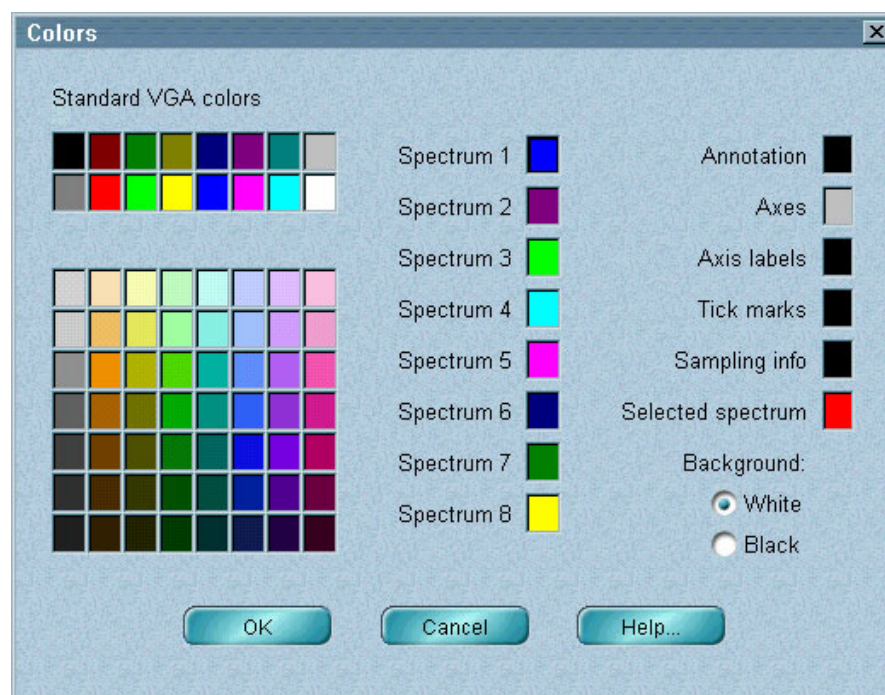 Colors
Standard VGA colors
Spectrum 1
Spectrum 2
Spectrum 3
Spectrum 4
Spectrum 5
Spectrum 6
Spectrum 7
Spectrum 8
Annotation
Axes
Axis labels
Tick marks
Sampling info
Selected spectrum
Background:
White
Black
OK
Cancel
Help...